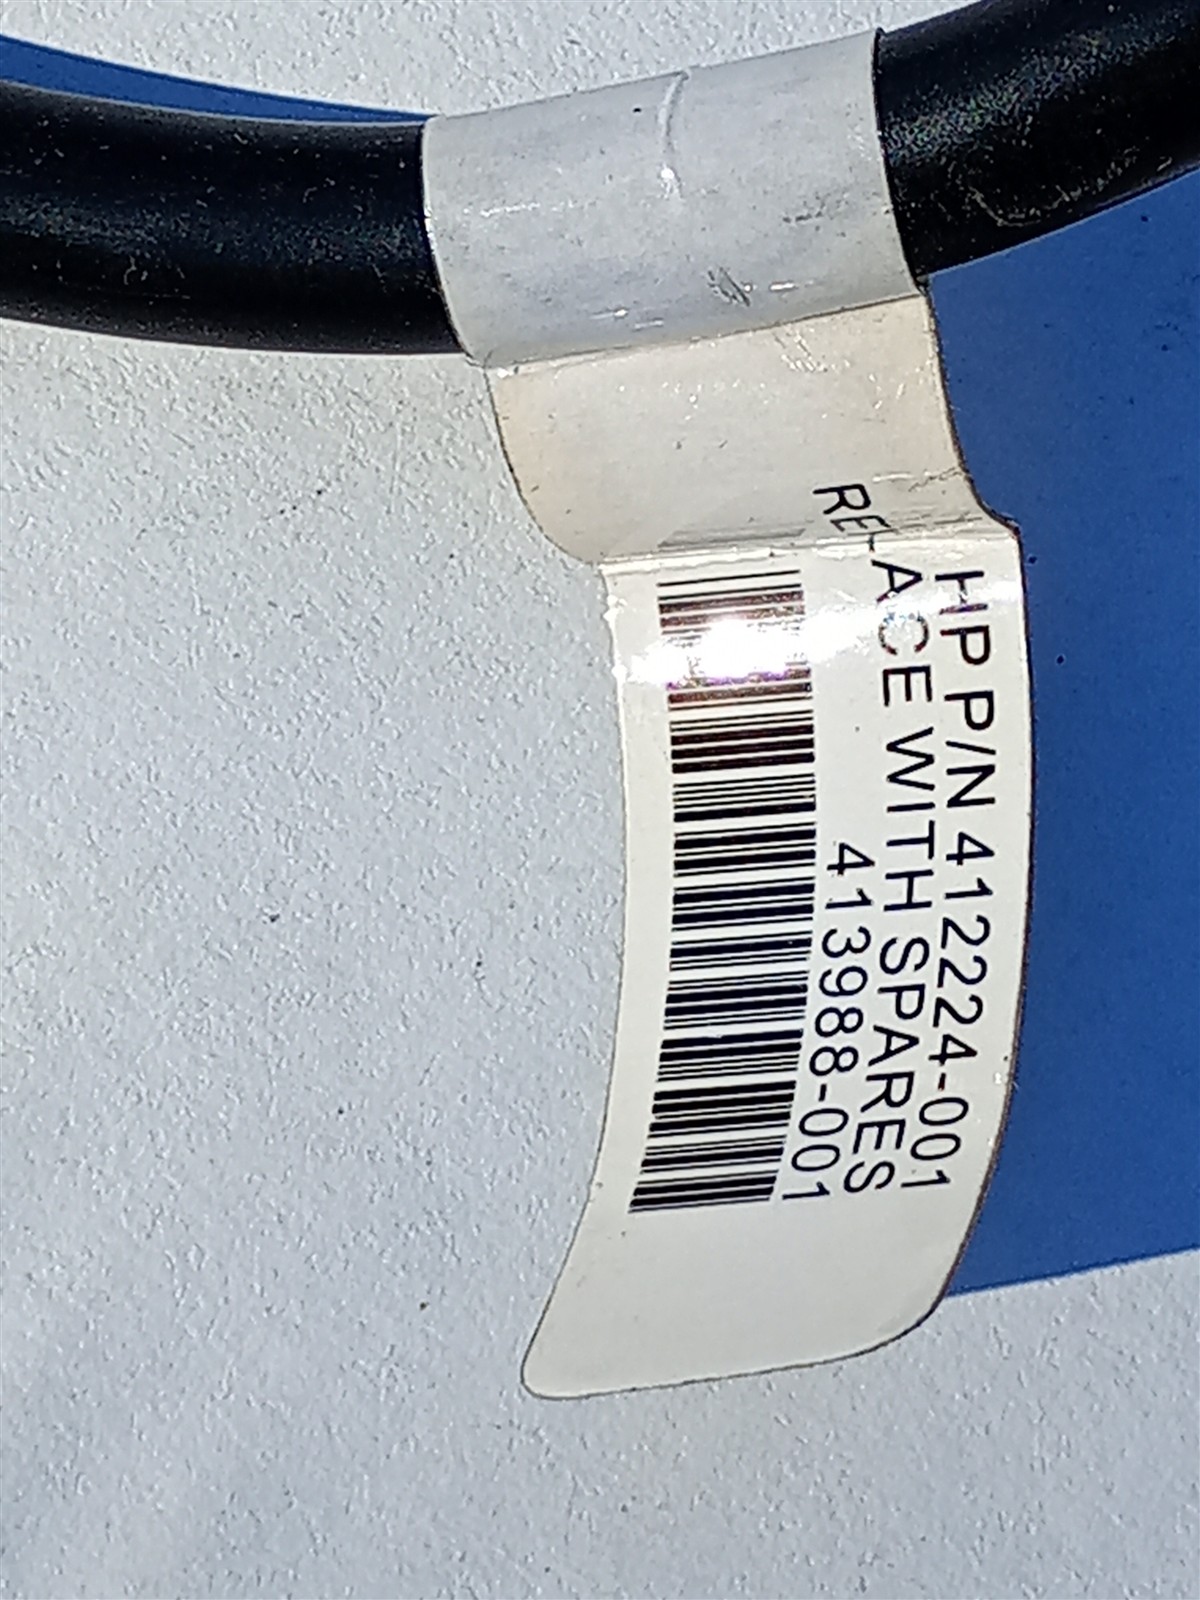 HP P/N 412224-001
REPLACE WITH SPARES
413988-001